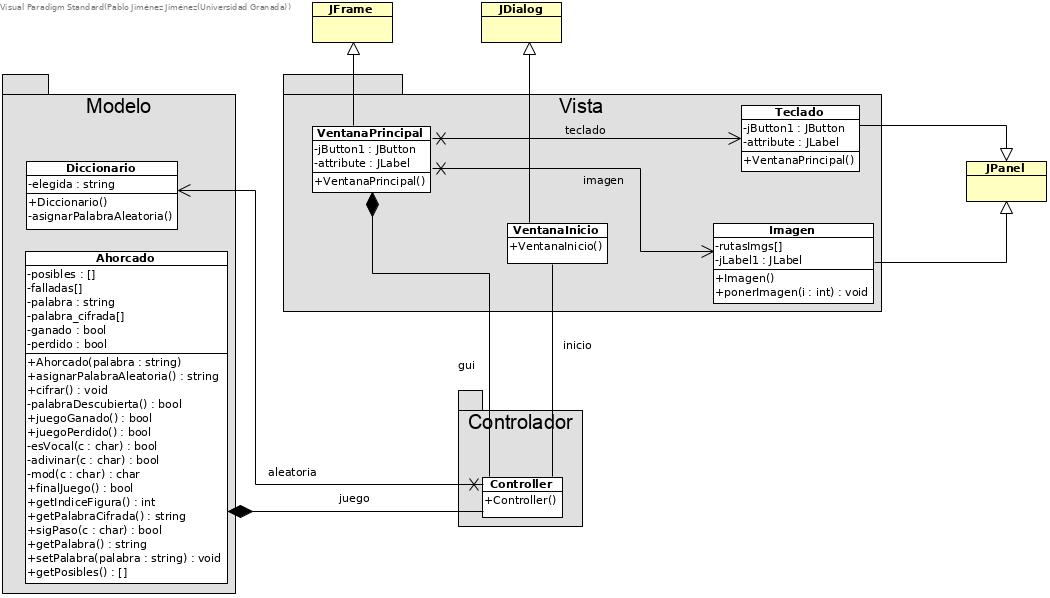 Visual Paradigm Standard(Pablo Jiménez Jiménez(Universidad Granada))
JFrame
JDialog
Modelo
Diccionario
-elegida : string
+Diccionario()
-asignarPalabraAleatoria()
Ahorcado
-posibles : []
-falladas[]
-palabra : string
-palabra_cifrada[]
-ganado : bool
-perdido : bool
+Ahorcado(palabra : string)
+asignarPalabraAleatoria() : string
+cifrar() : void
-palabraDescubierta() : bool
+juegoGanado() : bool
+juegoPerdido() : bool
-esVocal(c : char) : bool
-adivinar(c : char) : bool
-mod(c : char) : char
+finalJuego() : bool
+getIndiceFigura() : int
+getPalabraCifrada() : string
+sigPaso(c : char) : bool
+getPalabra() : string
+setPalabra(palabra : string) : void
+getPosibles() : []
Vista
VentanaPrincipal
-jButton1 : JButton
-attribute : JLabel
+VentanaPrincipal()
teclado
imagen
Teclado
-jButton1 : JButton
-attribute : JLabel
+VentanaPrincipal()
JPanel
VentanaInicio
+VentanaInicio()
Imagen
-rutasImgs[]
-jLabel1 : JLabel
+Imagen()
+ponerImagen(i : int) : void
inicio
gui
Controlador
aleatoria
juego
Controller
+Controller()